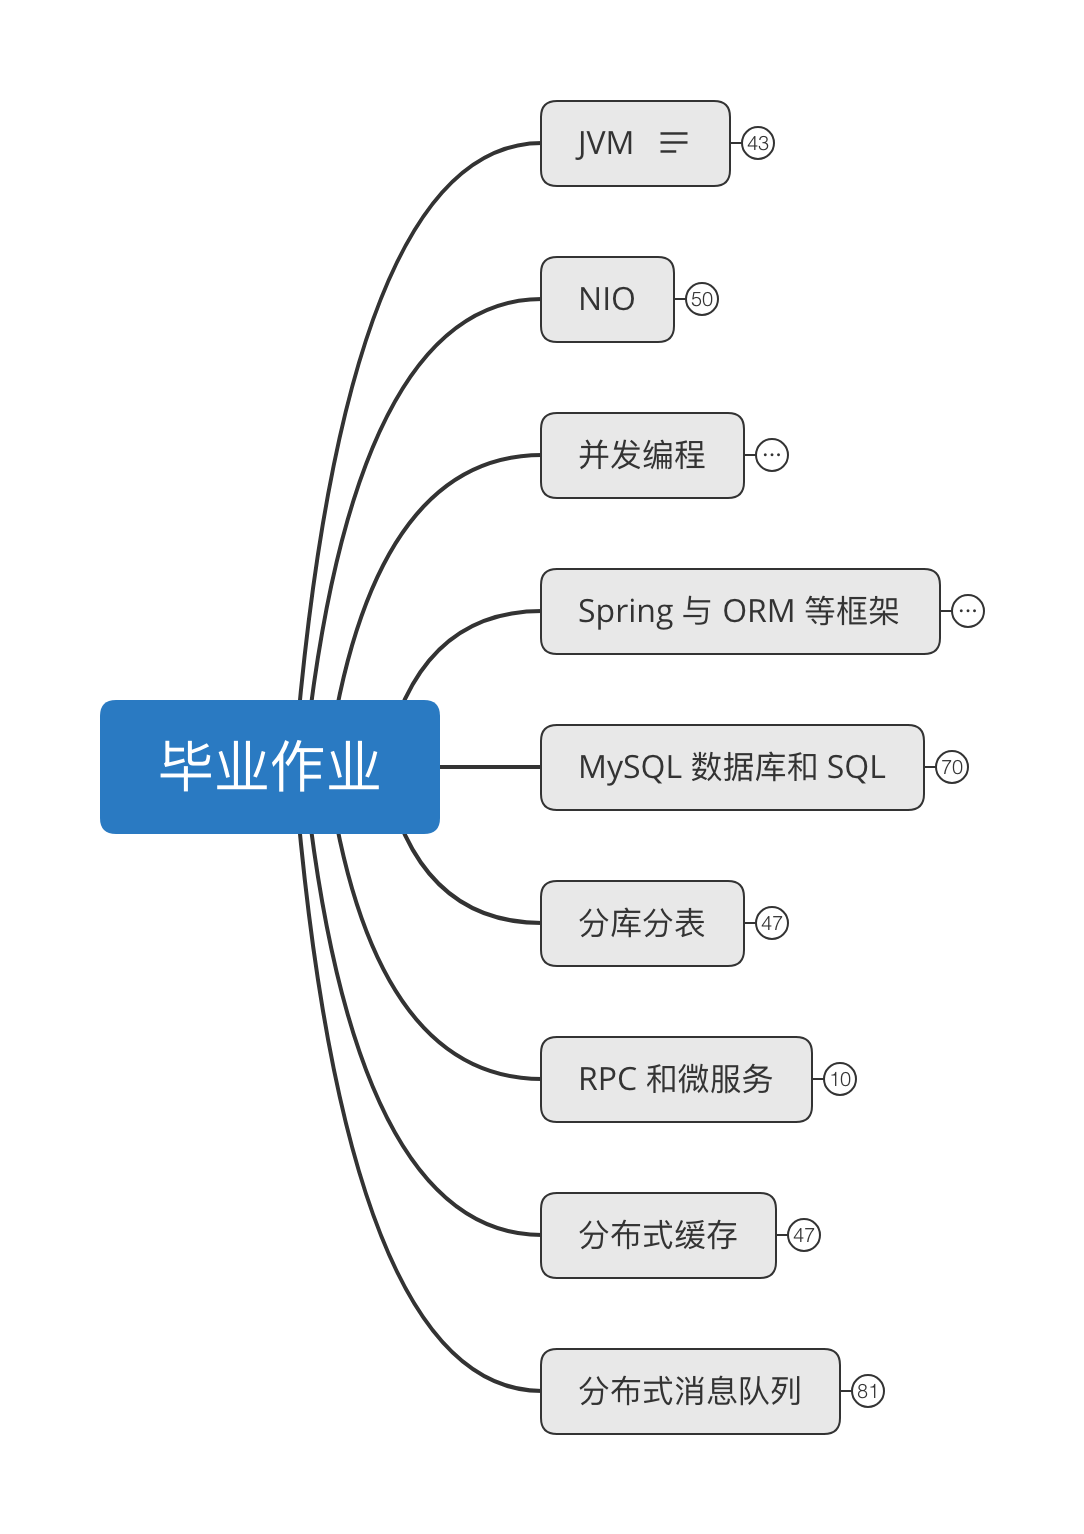 JVM 43
NIO 50
并发编程 ...
Spring 与 ORM 等框架 ...
毕业作业
MySQL 数据库和 SQL 70
分库分表 47
RPC 和微服务 10
分布式缓存 47
分布式消息队列 81